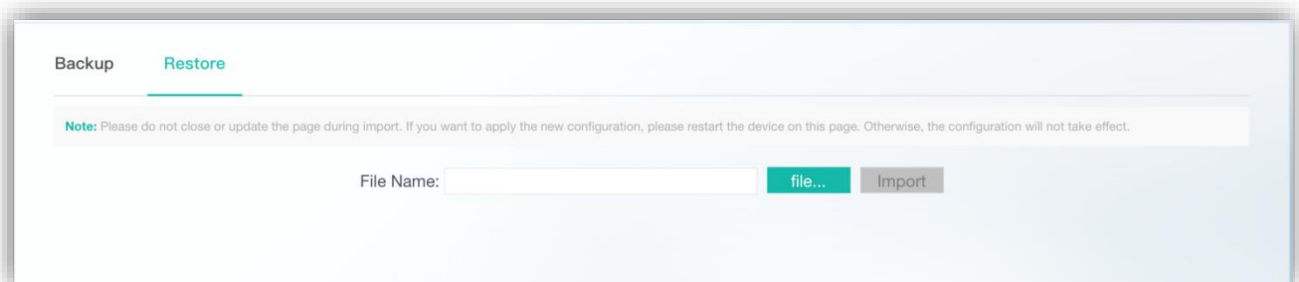 Backup Restore
Note: Please do not close or update the page during import. If you want to apply the new configuration, please restart the device on this page. Otherwise, the configuration will not take effect.
File Name: file... Import